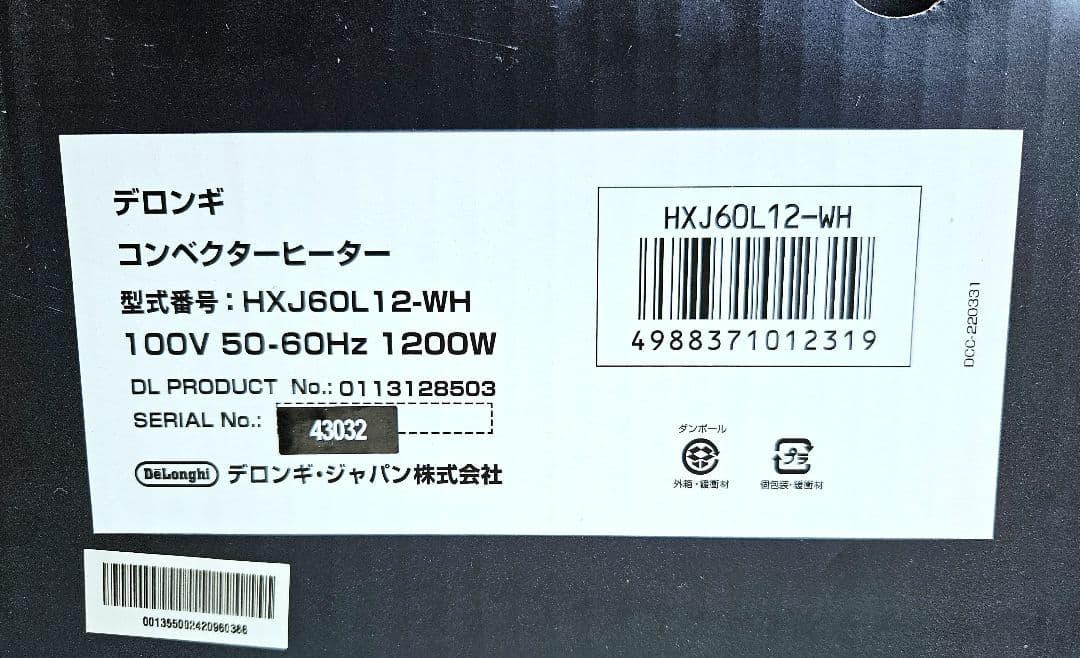 デロンギ
コンベクターヒーター
型式番号：HXJ60L12-WH
100V 50-60Hz 1200W
DL PRODUCT No.: 0113128503
SERIAL No.: 43032
DeLonghi デロンギ・ジャパン株式会社
HXJ60L12-WH
4988371012319
DCC-220331
ダンボール
外箱・緩衝材
プラ
個包装・緩衝材
001355002420960386